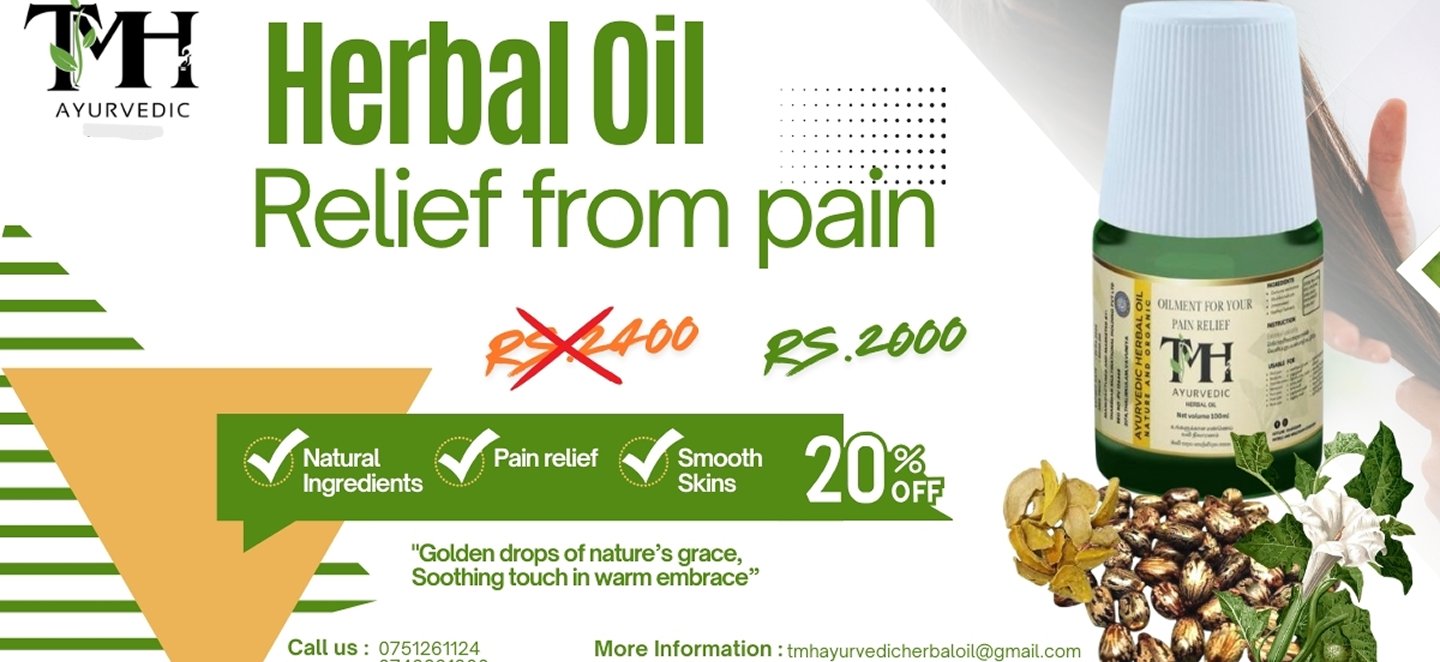 TMH
AYURVEDIC
Herbal Oil
Relief from pain
RS.2400
RS.2000
Natural
Ingredients
Pain relief
Smooth
Skins
20% OFF
"Golden drops of nature’s grace,
Soothing touch in warm embrace”
Call us : 0751261124
More Information : tmhayurvedicherbaloil@gmail.com
AYURVEDIC HERBAL OIL
NATURE AND ORGANIC
OILMENT FOR YOUR
PAIN RELIEF
TMH
AYURVEDIC
HERBAL OIL
Net volume 100ml
INGREDIENTS
INSTRUCTION
USABLE FOR